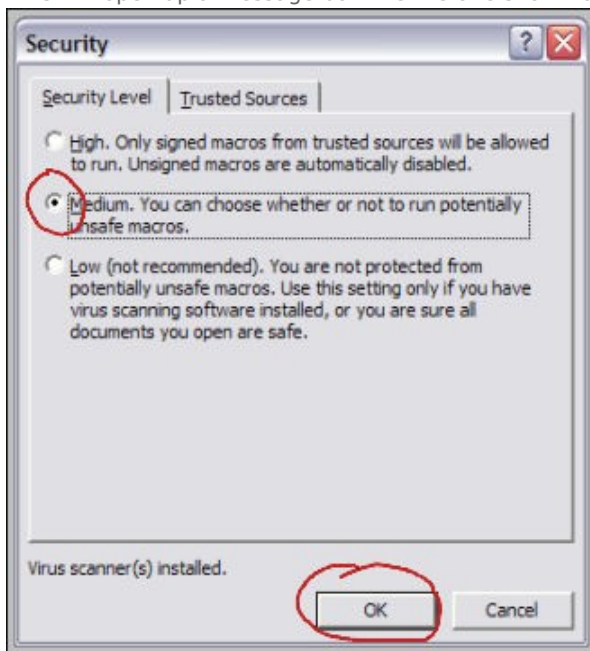 Security
Security Level Trusted Sources
High. Only signed macros from trusted sources will be allowed
to run. Unsigned macros are automatically disabled.
Medium. You can choose whether or not to run potentially
unsafe macros.
Low (not recommended). You are not protected from
potentially unsafe macros. Use this setting only if you have
virus scanning software installed, or you are sure all
documents you open are safe.
Virus scanner(s) installed.
OK Cancel